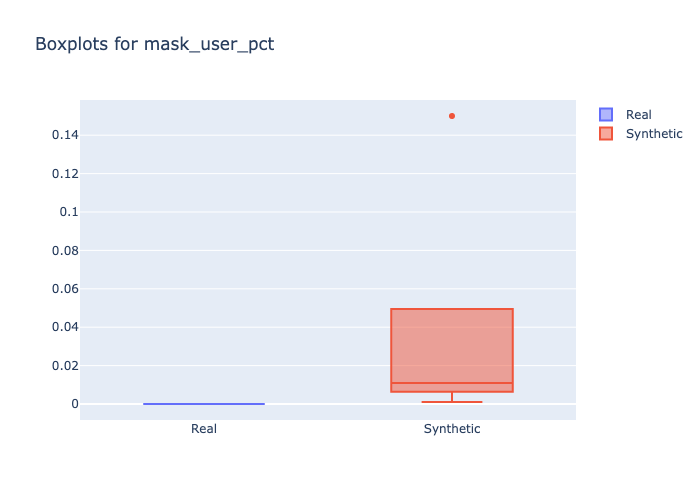 Boxplots for mask_user_pct
Real
Synthetic
0.14
0.12
0.1
0.08
0.06
0.04
0.02
0
Real
Synthetic